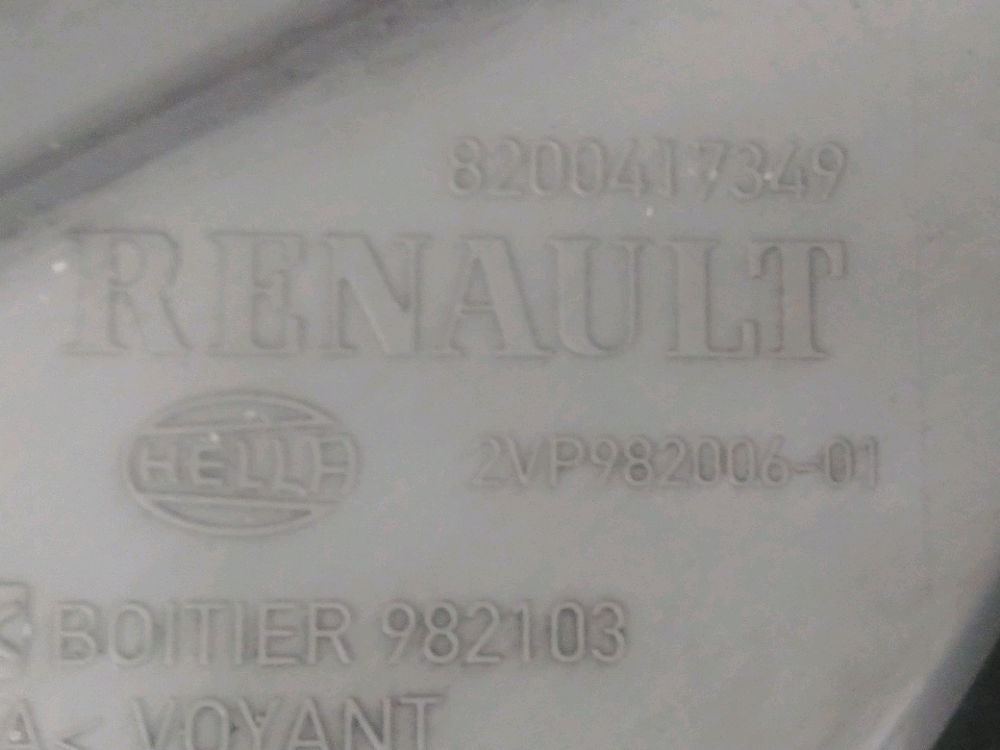 8200417349
RENAULT
HELLA 2VP982006-01
BOITIER 982103
A< VOYANT